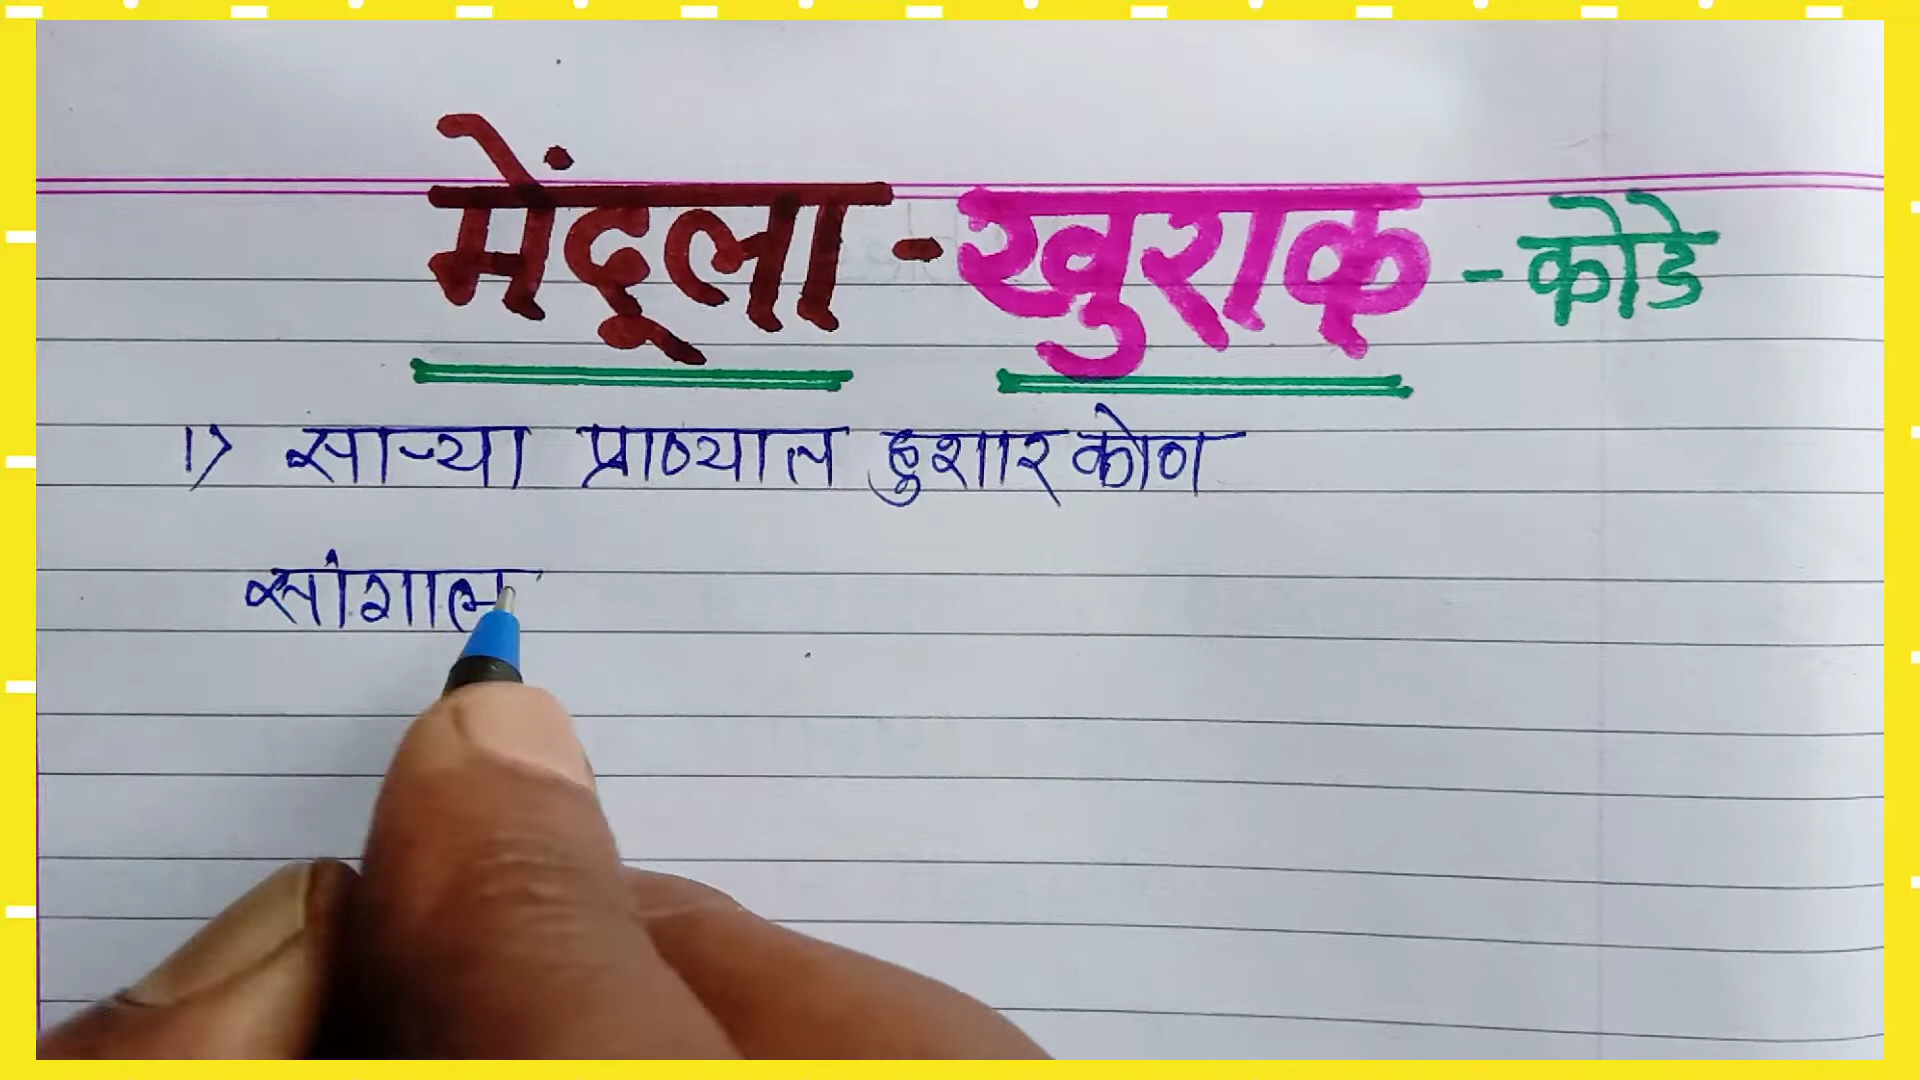 मेंदूला - खुराक - कोडे
1) साऱ्या प्राण्यात हुशार कोण
सांगाल